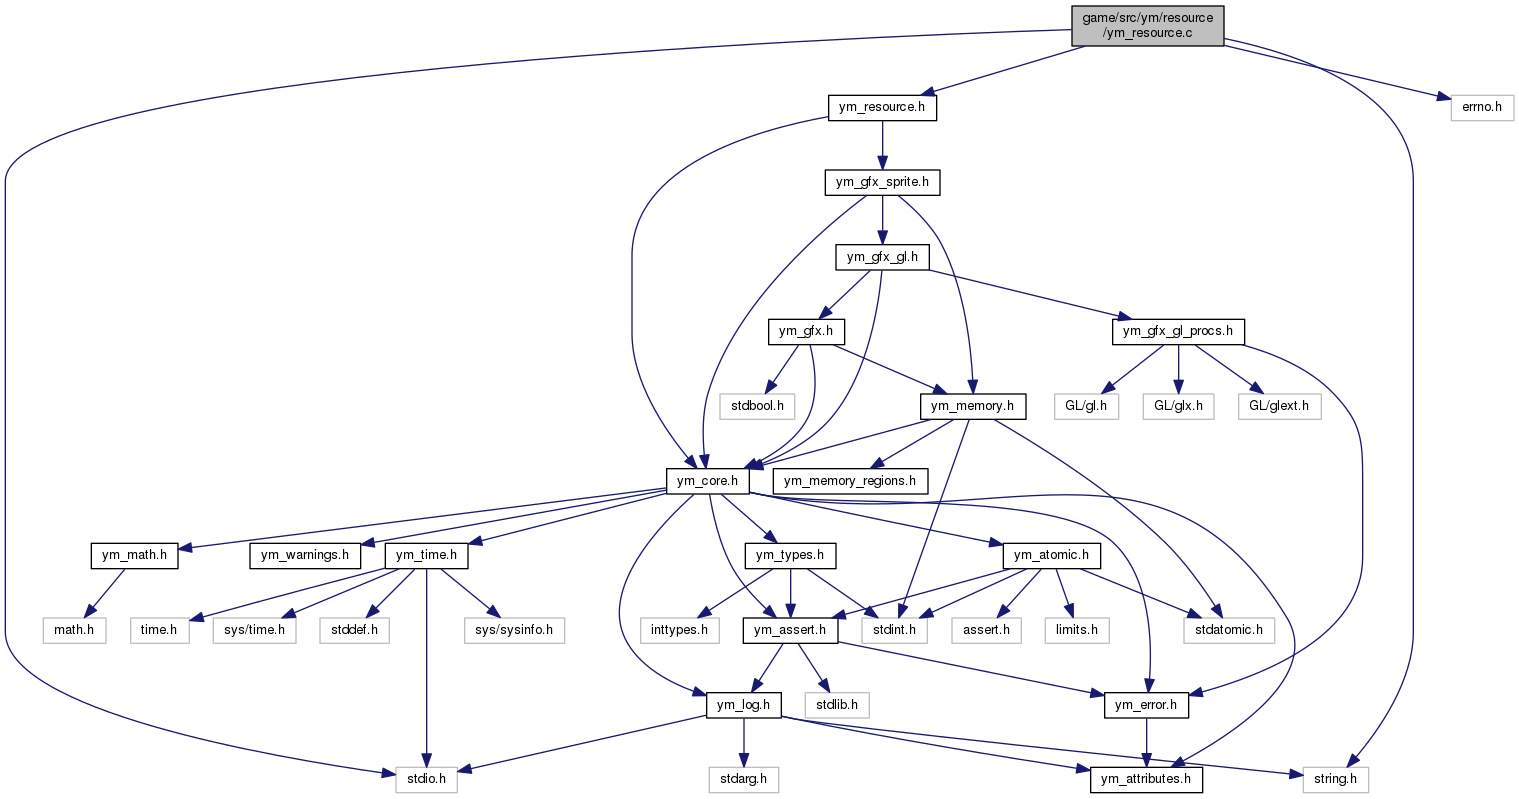 game/src/ym/resource
/ym_resource.c
ym_resource.h
errno.h
ym_gfx_sprite.h
ym_gfx_gl.h
ym_gfx.h
ym_gfx_gl_procs.h
stdbool.h
ym_memory.h
GL/gl.h
GL/glx.h
GL/glext.h
ym_core.h
ym_memory_regions.h
ym_math.h
ym_warnings.h
ym_time.h
ym_types.h
ym_atomic.h
math.h
time.h
sys/time.h
stddef.h
sys/sysinfo.h
inttypes.h
ym_assert.h
stdint.h
assert.h
limits.h
stdatomic.h
ym_log.h
stdlib.h
ym_error.h
stdio.h
stdarg.h
ym_attributes.h
string.h